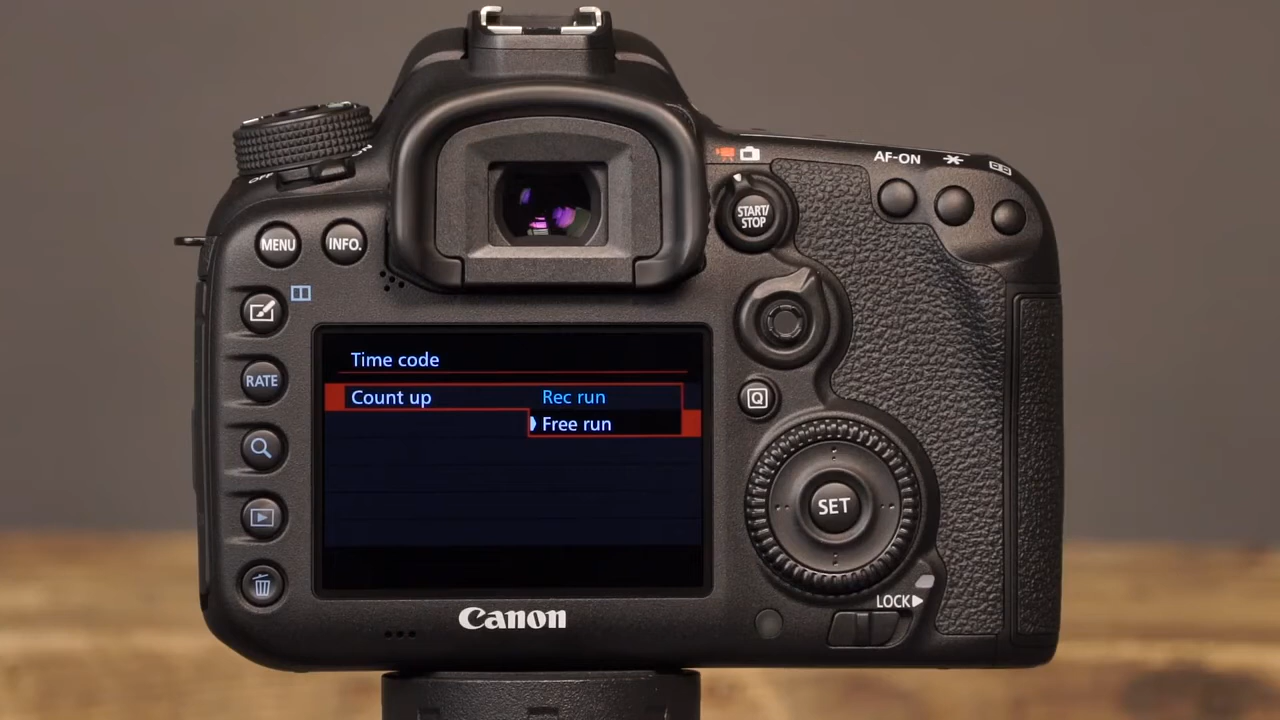 AF-ON
OFF
ON
START/
STOP
MENU
INFO.
RATE
Time code
Count up
Rec run
Free run
Q
SET
LOCK
Canon